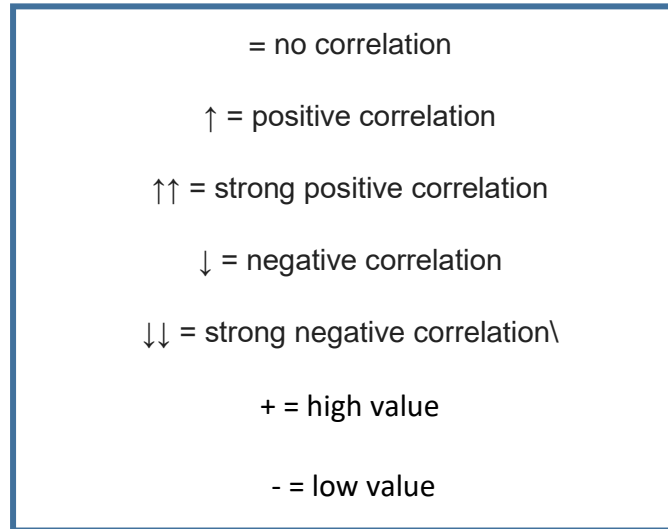 = no correlation
↑ = positive correlation
↑↑ = strong positive correlation
↓ = negative correlation
↓↓ = strong negative correlation\
+ = high value
- = low value